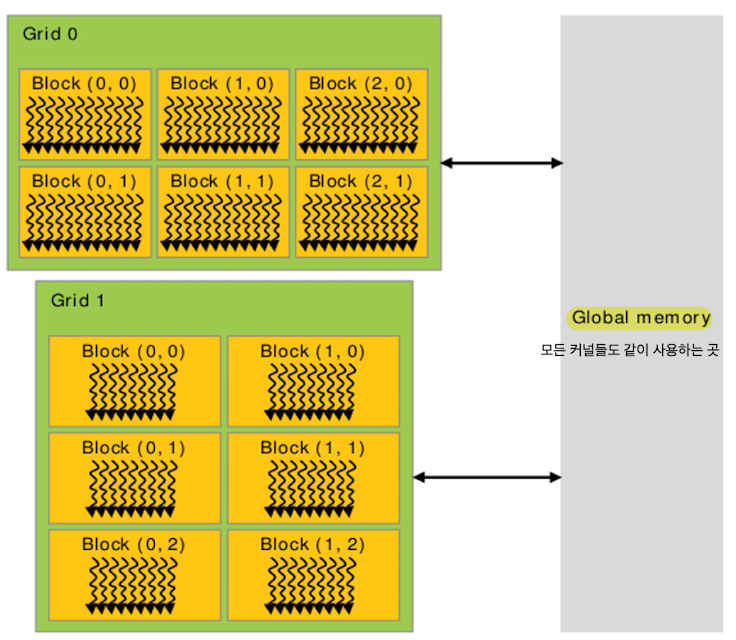 Grid 0
Block (0, 0)
Block (1, 0)
Block (2, 0)
Block (0, 1)
Block (1, 1)
Block (2, 1)
Grid 1
Block (0, 0)
Block (1, 0)
Block (0, 1)
Block (1, 1)
Block (0, 2)
Block (1, 2)
Global memory
모든 커널들도 같이 사용하는 곳